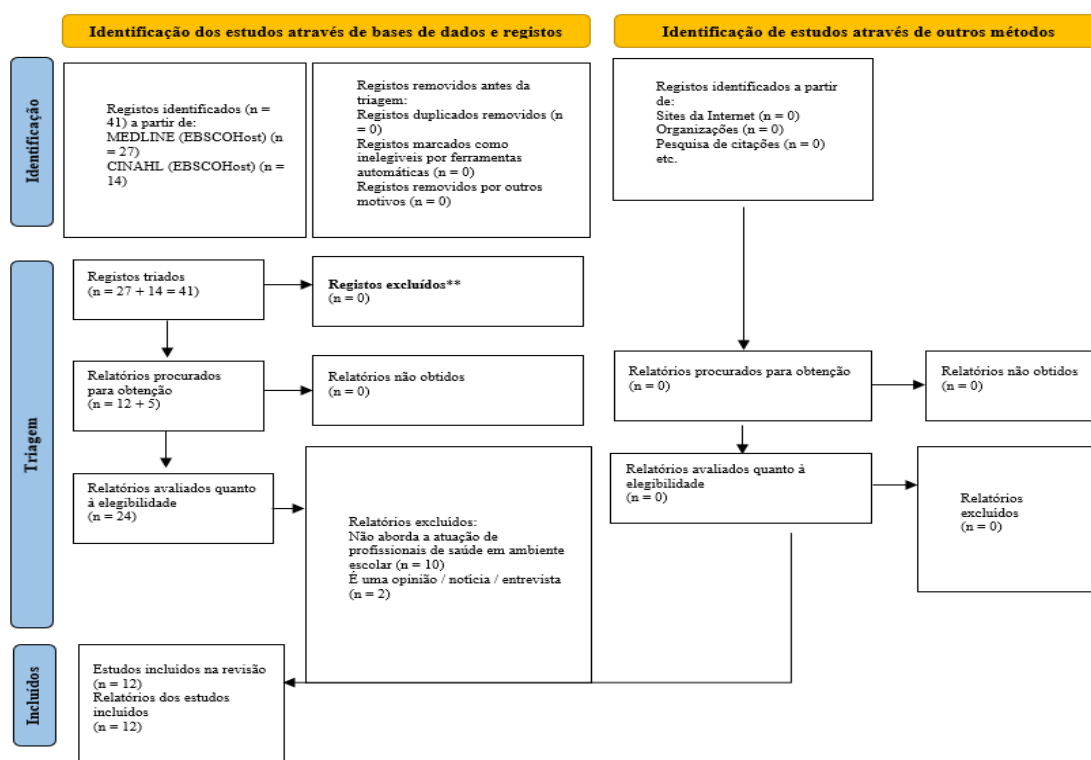 Identificação dos estudos através de bases de dados e registos
Identificação de estudos através de outros métodos
Identificação
Registos identificados (n =
41) a partir de:
MEDLINE (EBSCOHost) (n
= 27)
CINAHL (EBSCOHost) (n =
14)
Registos removidos antes da
triagem:
Registos duplicados removidos (n
= 0)
Registos marcados como
inelegíveis por ferramentas
automáticas (n = 0)
Registos removidos por outros
motivos (n = 0)
Registos identificados a partir
de:
Sites da Internet (n = 0)
Organizações (n = 0)
Pesquisa de citações (n = 0)
etc.
Triagem
Registos triados
(n = 27 + 14 = 41)
Registos excluídos**
(n = 0)
Relatórios procurados
para obtenção
(n = 12 + 5)
Relatórios não obtidos
(n = 0)
Relatórios procurados para obtenção
(n = 0)
Relatórios não obtidos
(n = 0)
Relatórios avaliados quanto
à elegibilidade
(n = 24)
Relatórios excluídos:
Não aborda a atuação de
profissionais de saúde em ambiente
escolar (n = 10)
É uma opinião / notícia / entrevista
(n = 2)
Relatórios avaliados quanto à
elegibilidade
(n = 0)
Relatórios
excluídos
(n = 0)
Incluídos
Estudos incluidos na revisão
(n = 12)
Relatórios dos estudos
incluídos
(n = 12)